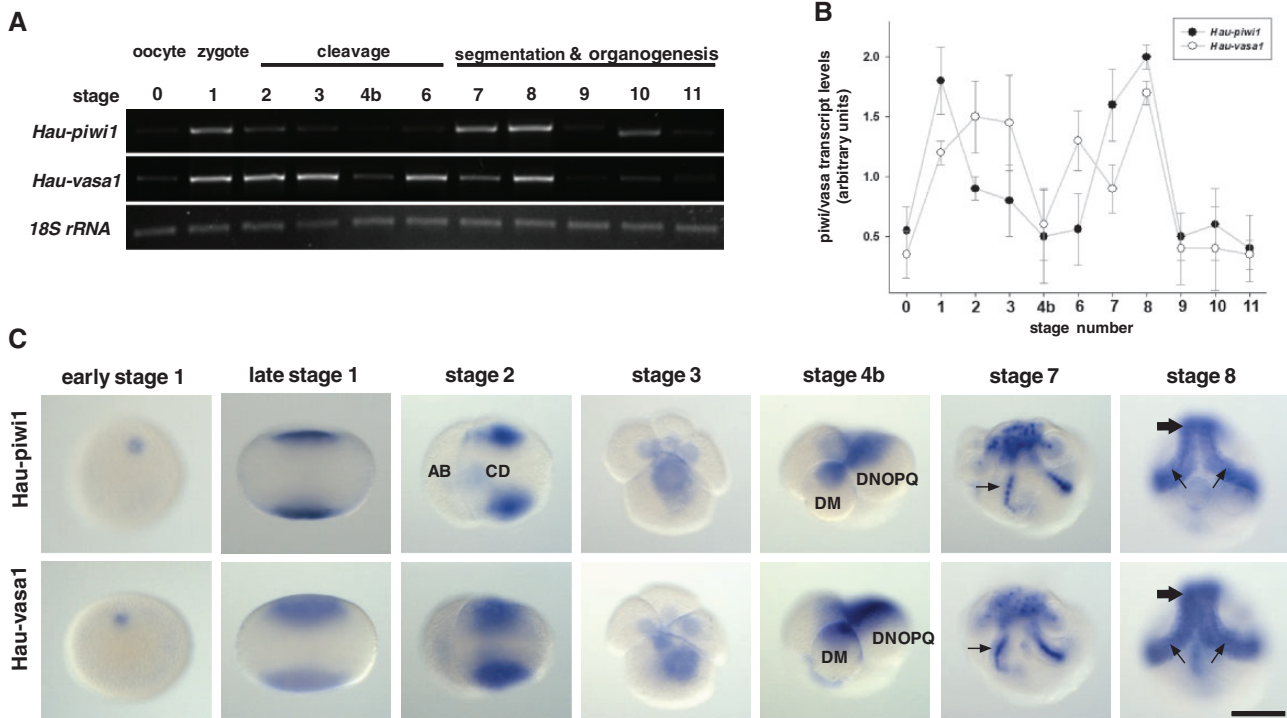 A
oocyte zygote cleavage segmentation & organogenesis
stage 0 1 2 3 4b 6 7 8 9 10 11
Hau-piwi1
Hau-vasa1
18S rRNA
B
Hau-piwi1
Hau-vasa1
piwi/vasa transcript levels
(arbitrary units)
2.0
1.5
1.0
0.5
0 1 2 3 4b 6 7 8 9 10 11
stage number
C
early stage 1 late stage 1 stage 2 stage 3 stage 4b stage 7 stage 8
Hau-piwi1
AB CD
DM DNOPQ
Hau-vasa1
DM DNOPQ